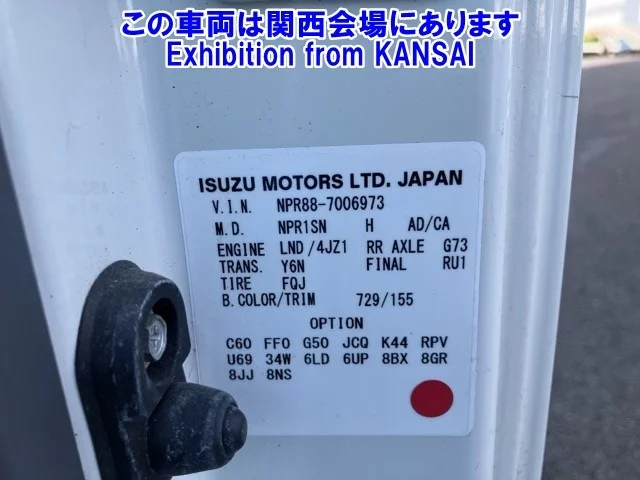 この車両は関西会場にあります
Exhibition from KANSAI
ISUZU MOTORS LTD. JAPAN
V.I.N. NPR88-7006973
M.D. NPR1SN H AD/CA
ENGINE LND/4JZ1 RR AXLE G73
TRANS. Y6N FINAL RU1
TIRE FQJ
B.COLOR/TRIM 729/155
OPTION
C60 FF0 G50 JCQ K44 RPV
U69 34W 6LD 6UP 8BX 8GR
8JJ 8NS